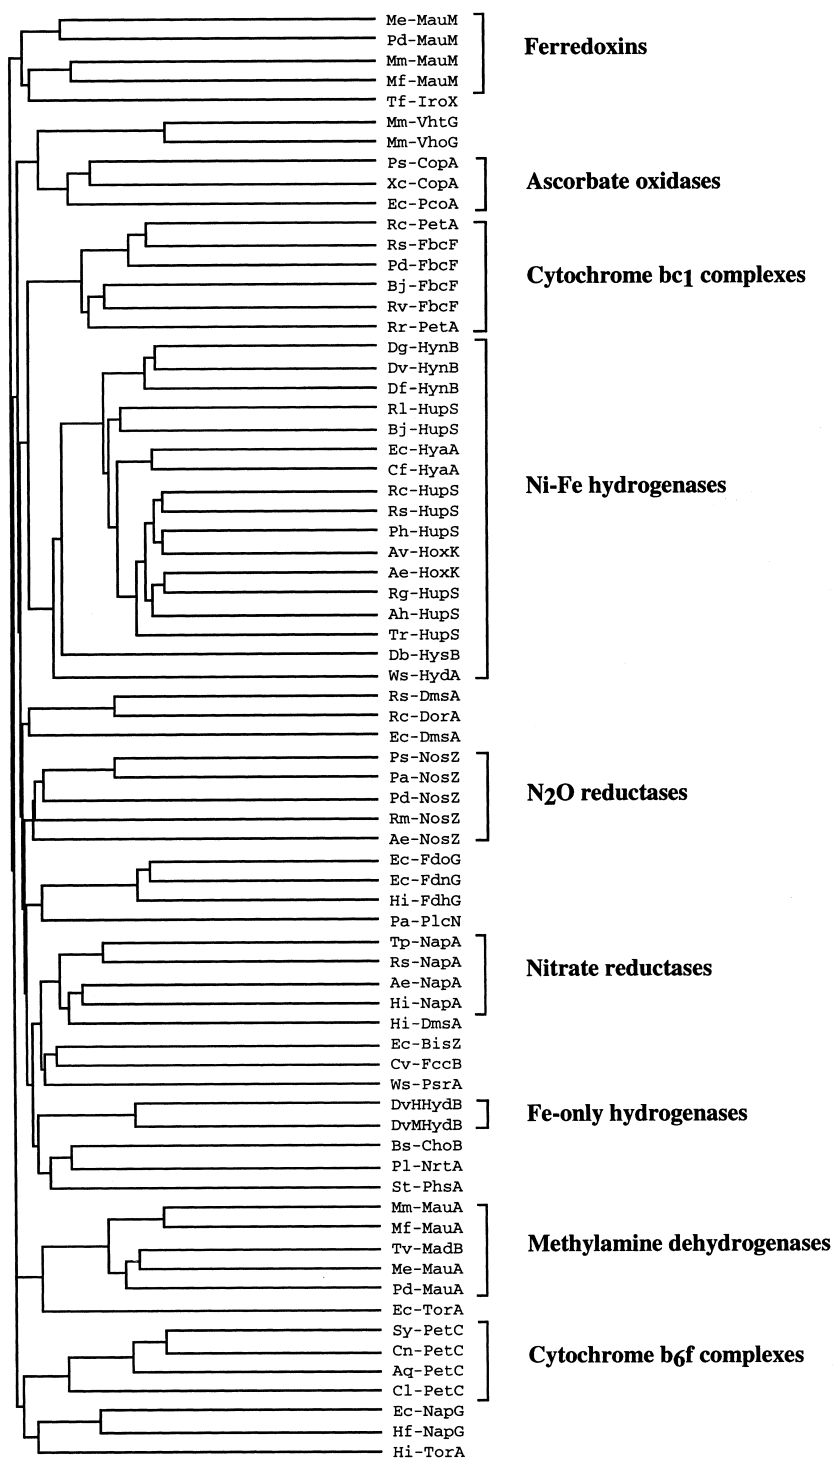 Me-MauM
Pd-MauM
Ferredoxins
Mm-MauM
Mf-MauM
Tf-IroX
Mm-VhtG
Mm-VhoG
Ps-CopA
Xc-CopA
Ascorbate oxidases
Ec-PcoA
Rc-PetA
Rs-FbcF
Pd-FbcF
Cytochrome bc1 complexes
Bj-FbcF
Rv-FbcF
Rr-PetA
Dg-HynB
Dv-HynB
Df-HynB
Rl-HupS
Bj-HupS
Ec-HyaA
Cf-HyaA
Ni-Fe hydrogenases
Rc-HupS
Rs-HupS
Ph-HupS
Av-HoxK
Ae-HoxK
Rg-HupS
Ah-HupS
Tr-HupS
Db-HysB
Ws-HydA
Rs-DmsA
Rc-DorA
Ec-DmsA
Ps-NosZ
Pa-NosZ
N2O reductases
Pd-NosZ
Rm-NosZ
Ae-NosZ
Ec-FdoG
Ec-FdnG
Hi-FdhG
Pa-PlcN
Tp-NapA
Rs-NapA
Nitrate reductases
Ae-NapA
Hi-NapA
Hi-DmsA
Ec-BisZ
Cv-FccB
Ws-PsrA
DvHHydB
Fe-only hydrogenases
DvMHydB
Bs-ChoB
Pl-NrtA
St-PhsA
Mm-MauA
Mf-MauA
Methylamine dehydrogenases
Tv-MadB
Me-MauA
Pd-MauA
Ec-TorA
Sy-PetC
Cn-PetC
Cytochrome b6f complexes
Aq-PetC
Cl-PetC
Ec-NapG
Hf-NapG
Hi-TorA